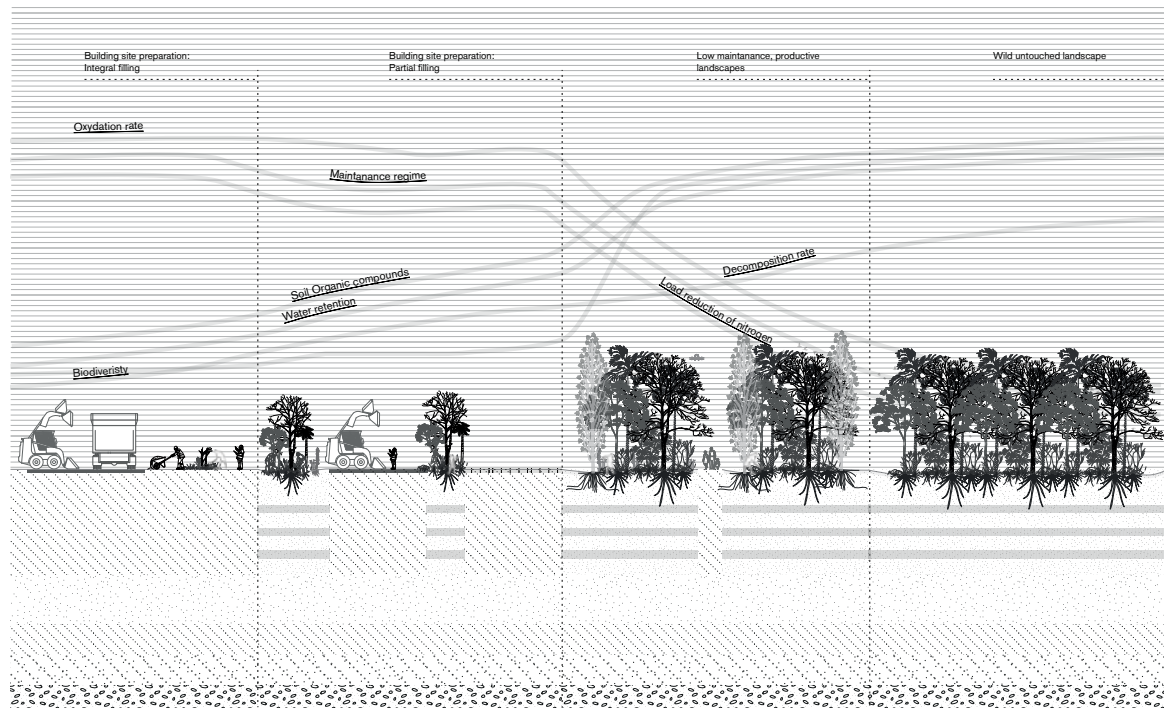 Building site preparation:
Integral filling
Building site preparation:
Partial filling
Low maintanance, productive
landscapes
Wild untouched landscape
Oxydation rate
Maintanance regime
Decomposition rate
Soil Organic compounds
Water retention
Load reduction of nitrogen
Biodiveristy